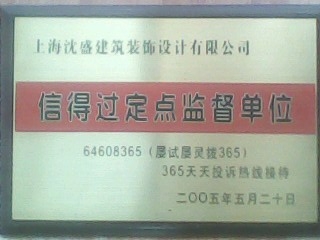 上海沈盛建筑装饰设计有限公司
信得过定点监督单位
64608365（屡试屡灵拨365）
365天天投诉热线接待
二〇〇五年五月二十日